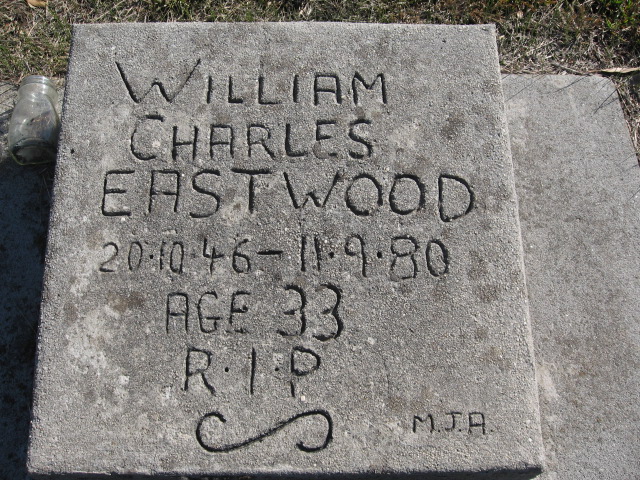 WILLIAM
CHARLES
EASTWOOD
20·10·46-11·9·80
AGE 33
R·I·P
M.J.A.